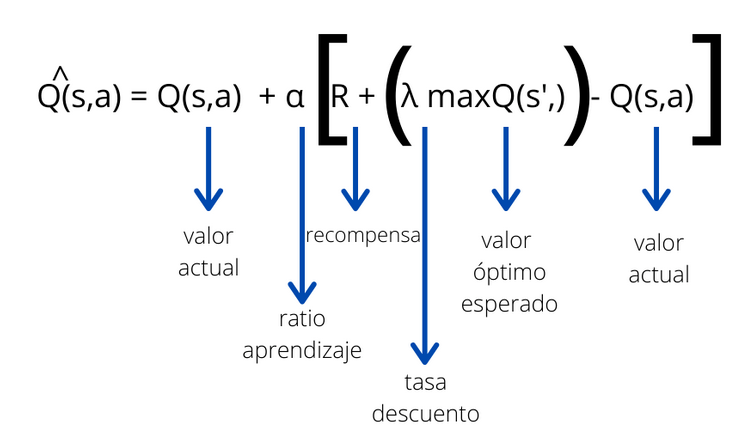 Q̂(s,a) = Q(s,a) + α [R + (λ maxQ(s',)) - Q(s,a)]
valor
actual
ratio
aprendizaje
recompensa
tasa
descuento
valor
óptimo
esperado
valor
actual